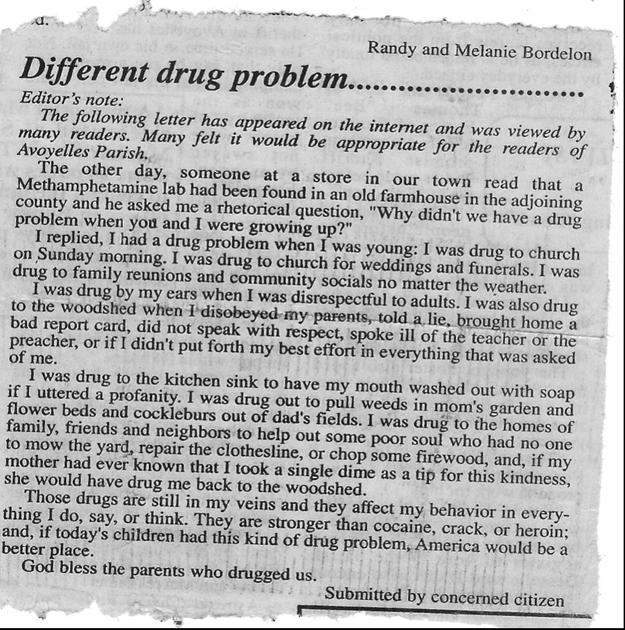 d.
Randy and Melanie Bordelon
Different drug problem..............................
Editor's note:
The following letter has appeared on the internet and was viewed by
many readers. Many felt it would be appropriate for the readers of
Avoyelles Parish.
The other day, someone at a store in our town read that a
Methamphetamine lab had been found in an old farmhouse in the adjoining
county and he asked me a rhetorical question, "Why didn't we have a drug
problem when you and I were growing up?"
I replied, I had a drug problem when I was young: I was drug to church
on Sunday morning. I was drug to church for weddings and funerals. I was
drug to family reunions and community socials no matter the weather.
I was drug by my ears when I was disrespectful to adults. I was also drug
to the woodshed when I disobeyed my parents, told a lie, brought home a
bad report card, did not speak with respect, spoke ill of the teacher or the
preacher, or if I didn't put forth my best effort in everything that was asked
of me.
I was drug to the kitchen sink to have my mouth washed out with soap
if I uttered a profanity. I was drug out to pull weeds in mom's garden and
flower beds and cockleburs out of dad's fields. I was drug to the homes of
family, friends and neighbors to help out some poor soul who had no one
to mow the yard, repair the clothesline, or chop some firewood, and, if my
mother had ever known that I took a single dime as a tip for this kindness,
she would have drug me back to the woodshed.
Those drugs are still in my veins and they affect my behavior in every-
thing I do, say, or think. They are stronger than cocaine, crack, or heroin;
and, if today's children had this kind of drug problem, America would be a
better place.
God bless the parents who drugged us.
Submitted by concerned citizen